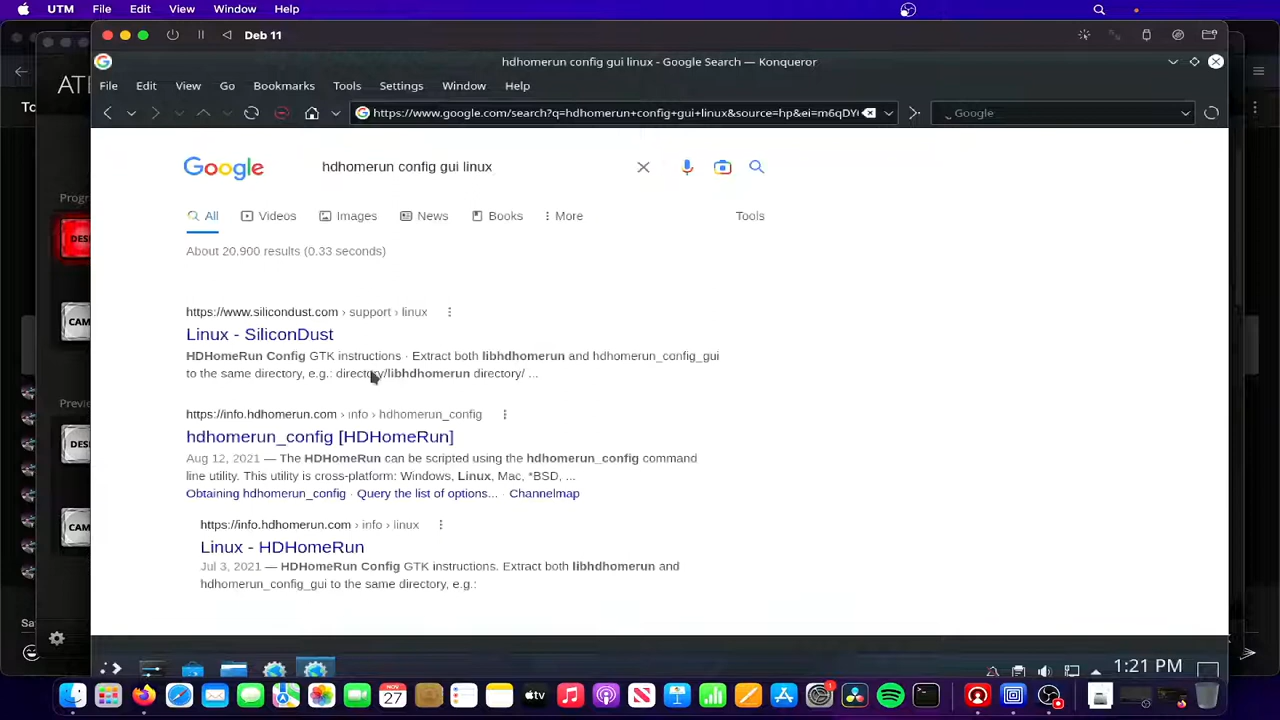 UTM File Edit View Window Help
Deb 11
hdhomerun config gui linux - Google Search — Konqueror
File Edit View Go Bookmarks Tools Settings Window Help
https://www.google.com/search?q=hdhomerun+config+gui+linux&source=hp&ei=m6qDY
Google
Google
hdhomerun config gui linux
All Videos Images News Books More Tools
About 20.900 results (0.33 seconds)
https://www.silicondust.com › support › linux
Linux - SiliconDust
HDHomeRun Config GTK instructions · Extract both libhdhomerun and hdhomerun_config_gui
to the same directory, e.g.: directory/libhdhomerun directory/ ...
https://info.hdhomerun.com › info › hdhomerun_config
hdhomerun_config [HDHomeRun]
Aug 12, 2021 — The HDHomeRun can be scripted using the hdhomerun_config command
line utility. This utility is cross-platform: Windows, Linux, Mac, *BSD, ...
Obtaining hdhomerun_config · Query the list of options... · Channelmap
https://info.hdhomerun.com › info › linux
Linux - HDHomeRun
Jul 3, 2021 — HDHomeRun Config GTK instructions. Extract both libhdhomerun and
hdhomerun_config_gui to the same directory, e.g.:
1:21 PM
NOV
27
tv